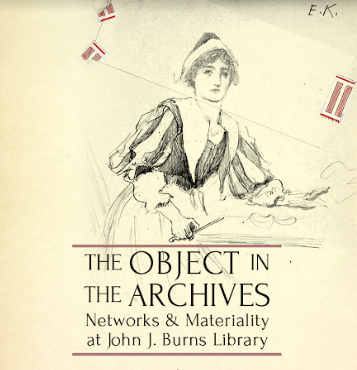 E.K.
THE OBJECT IN
THE ARCHIVES
Networks & Materiality
at John J. Burns Library